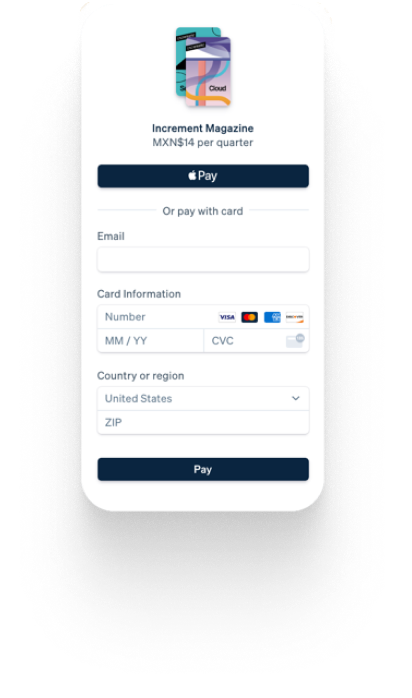 Cloud
Increment Magazine
MXN$14 per quarter
Pay
Or pay with card
Email
Card Information
Number
VISA
MM / YY
CVC
Country or region
United States
ZIP
Pay